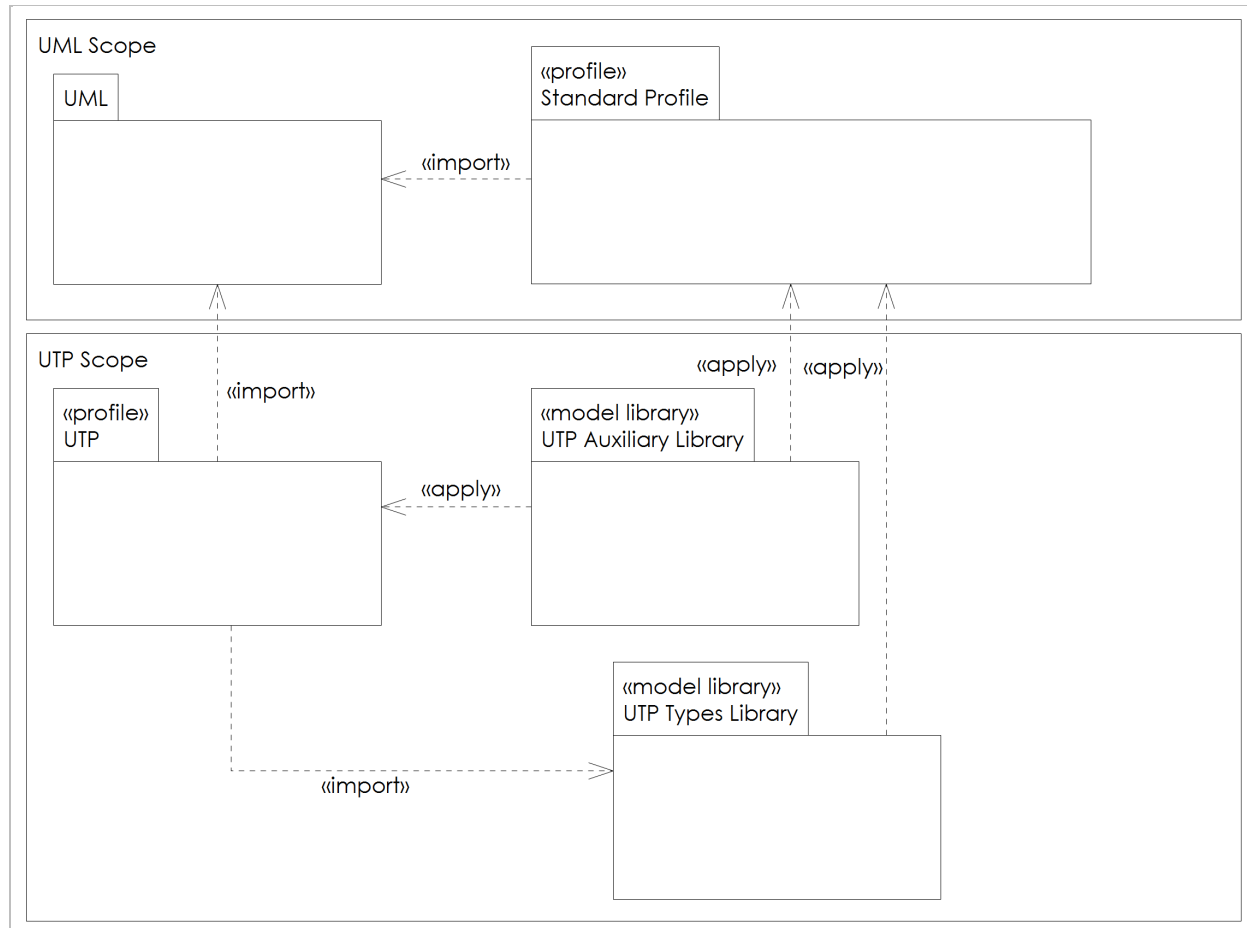 UML Scope
UML
«profile»
Standard Profile
«import»
UTP Scope
«import»
«apply»
«apply»
«profile»
UTP
«model library»
UTP Auxiliary Library
«apply»
«model library»
UTP Types Library
«import»